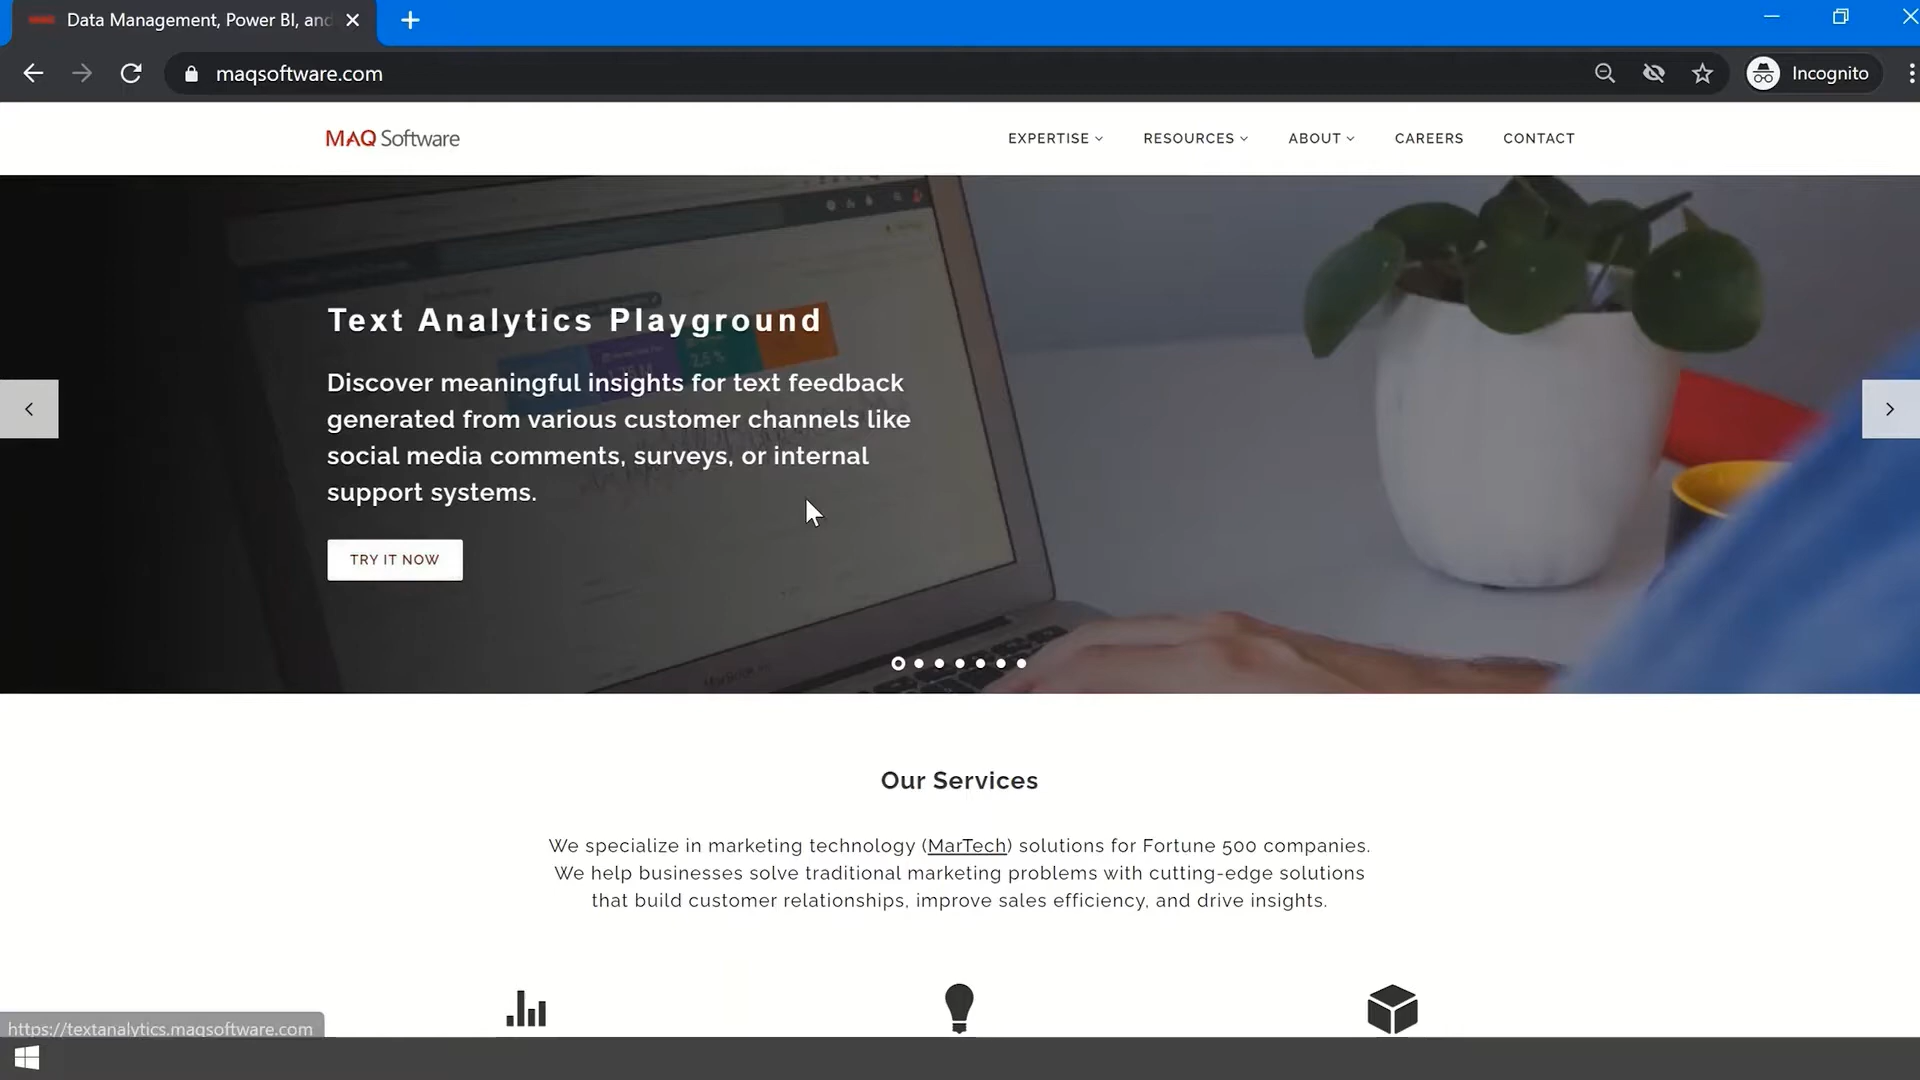 Data Management, Power BI, and
maqsoftware.com
Incognito
MAQ Software
EXPERTISE
RESOURCES
ABOUT
CAREERS
CONTACT
Text Analytics Playground
Discover meaningful insights for text feedback
generated from various customer channels like
social media comments, surveys, or internal
support systems.
TRY IT NOW
Our Services
We specialize in marketing technology (MarTech) solutions for Fortune 500 companies.
We help businesses solve traditional marketing problems with cutting-edge solutions
that build customer relationships, improve sales efficiency, and drive insights.
https://textanalytics.maqsoftware.com